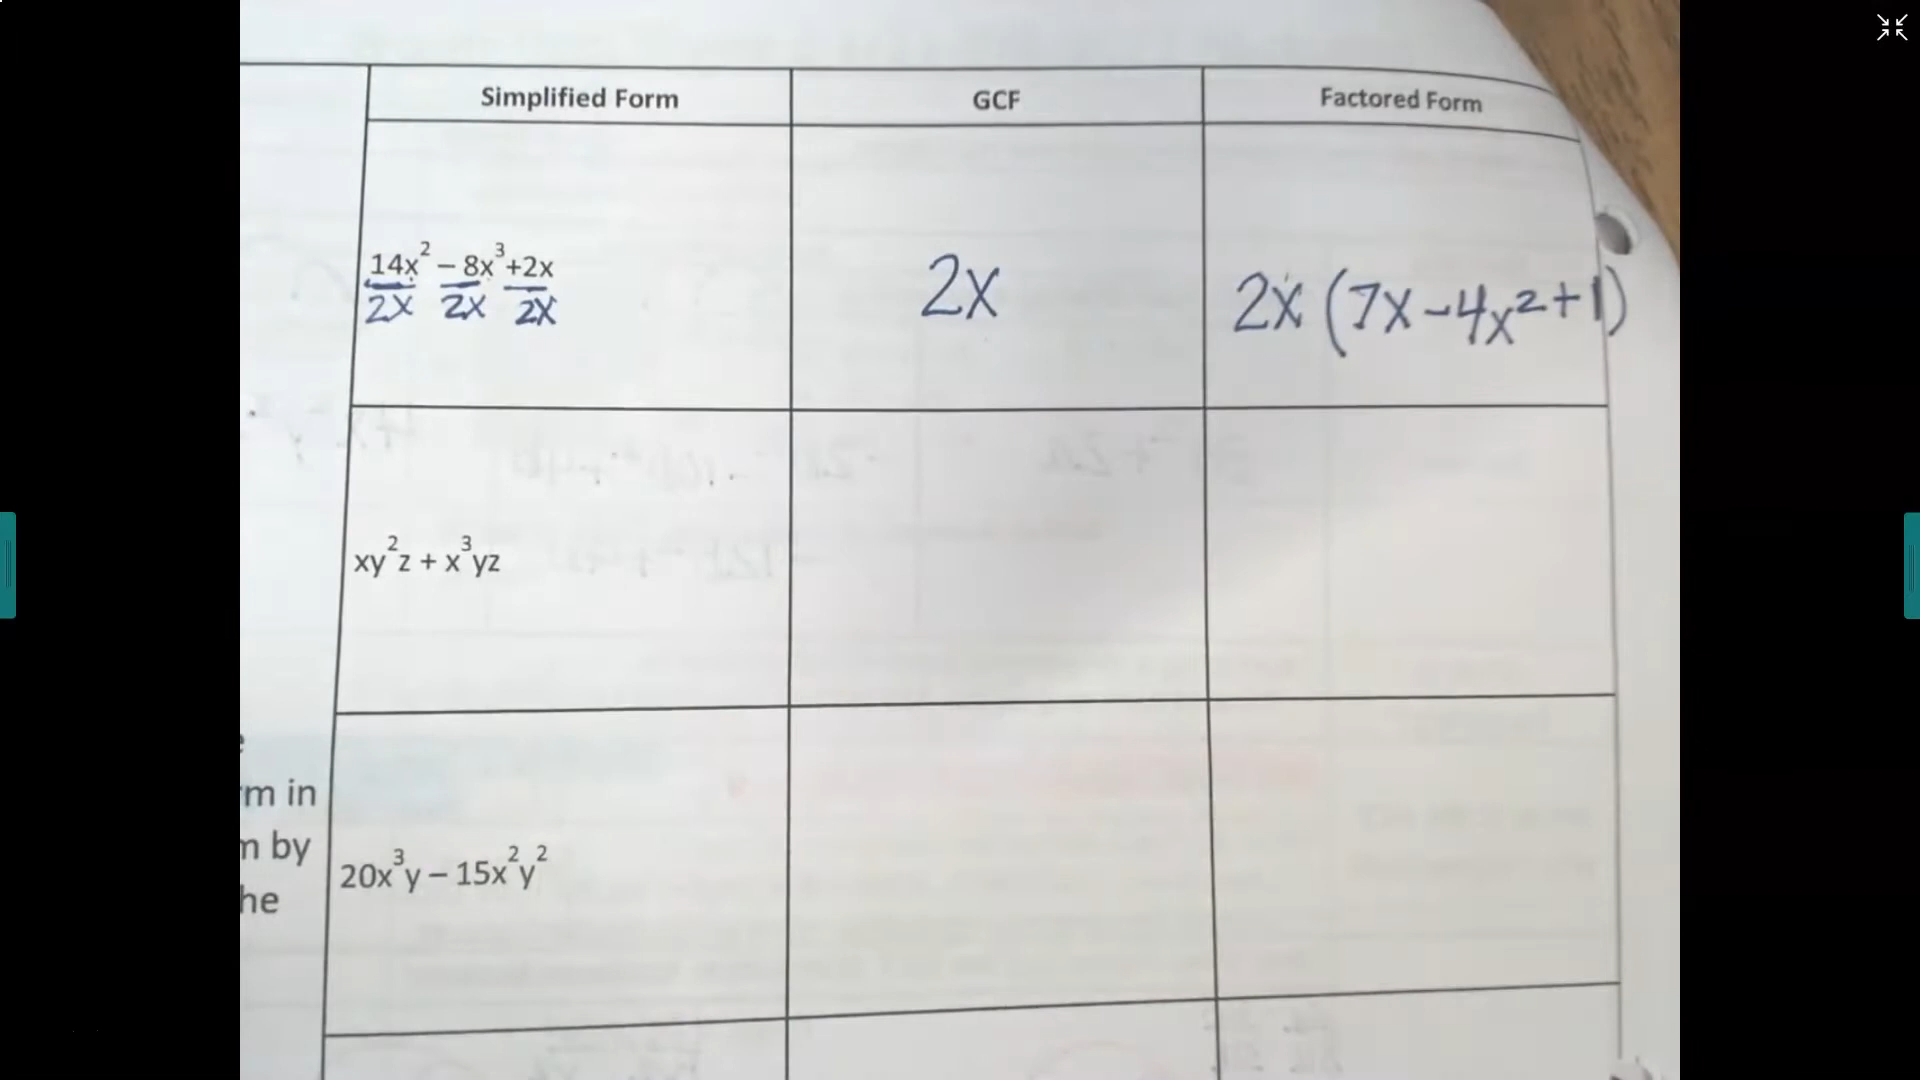 Simplified Form GCF Factored Form
14x² – 8x³+2x 2x 2x (7x – 4x² + 1)
2x 2x 2x
xy²z + x³yz
m in
m by
he
20x³y – 15x²y²